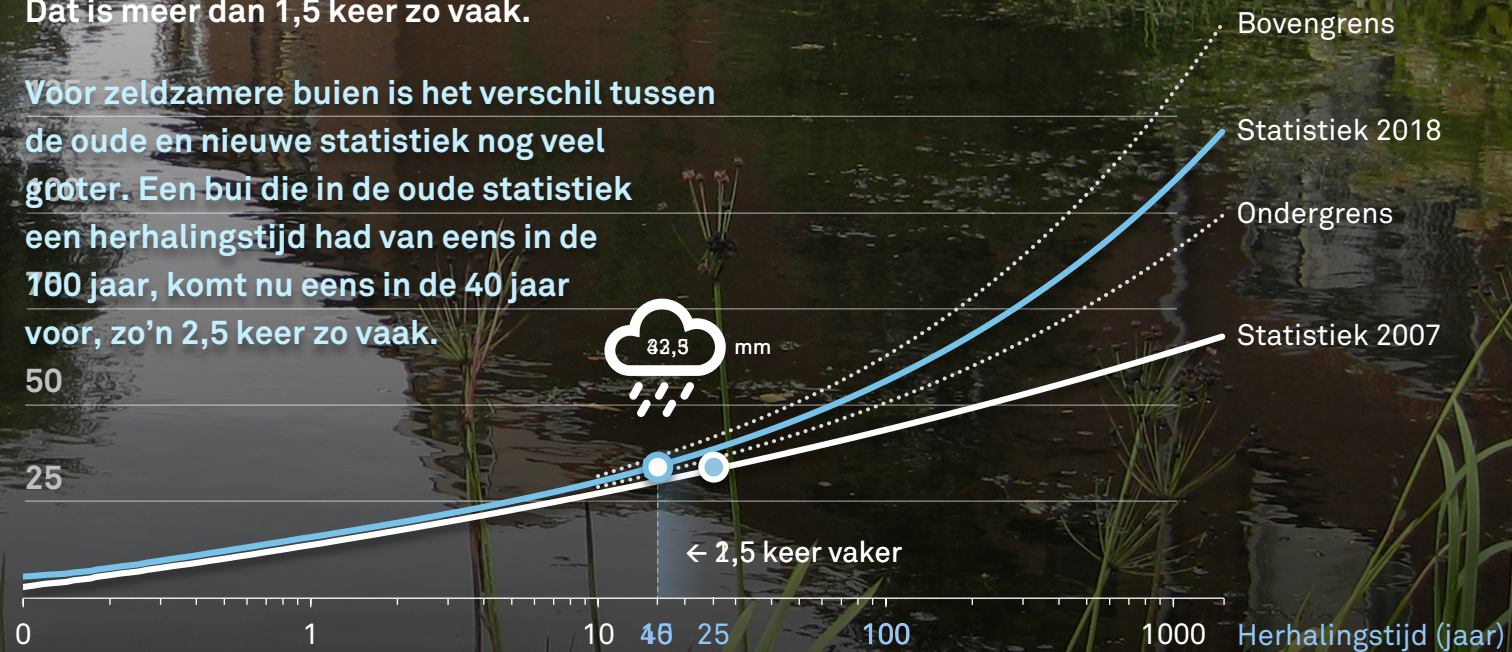 Dat is meer dan 1,5 keer zo vaak.
Voor zeldzamere buien is het verschil tussen
de oude en nieuwe statistiek nog veel
groter. Een bui die in de oude statistiek
een herhalingstijd had van eens in de
100 jaar, komt nu eens in de 40 jaar
voor, zo'n 2,5 keer zo vaak.
Bovengrens
Statistiek 2018
Ondergrens
Statistiek 2007
mm
50
25
← ,5 keer vaker
0 1 10 25 100 1000 Herhalingstijd (jaar)